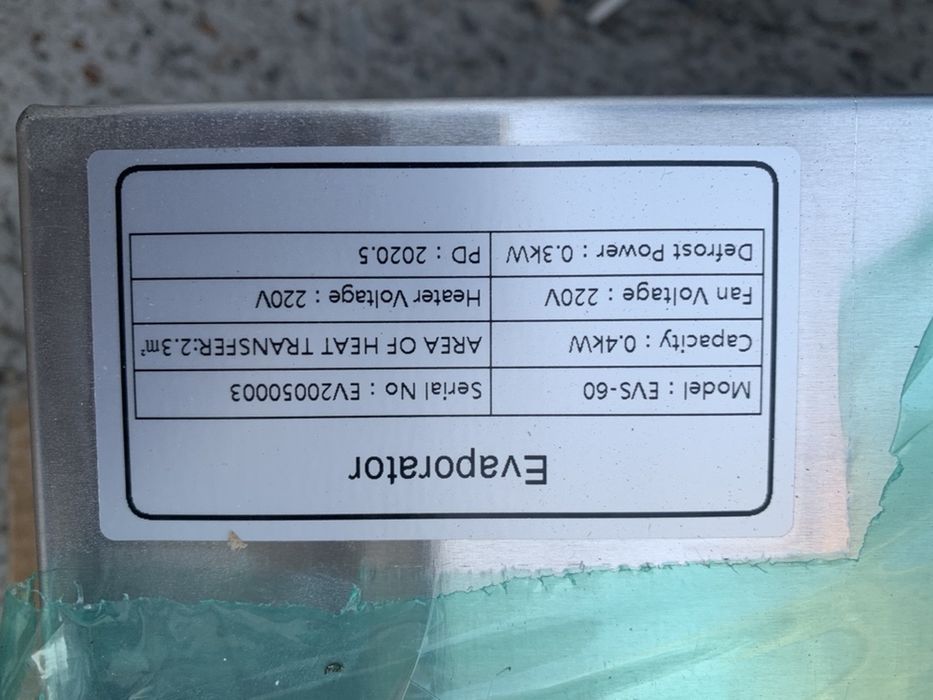 Evaporator
Model : EVS-60 Serial No : EV20050003
Capacity : 0.4kW AREA OF HEAT TRANSFER:2.3m²
Fan Voltage : 220V Heater Voltage : 220V
Defrost Power : 0.3kW PD : 2020.5